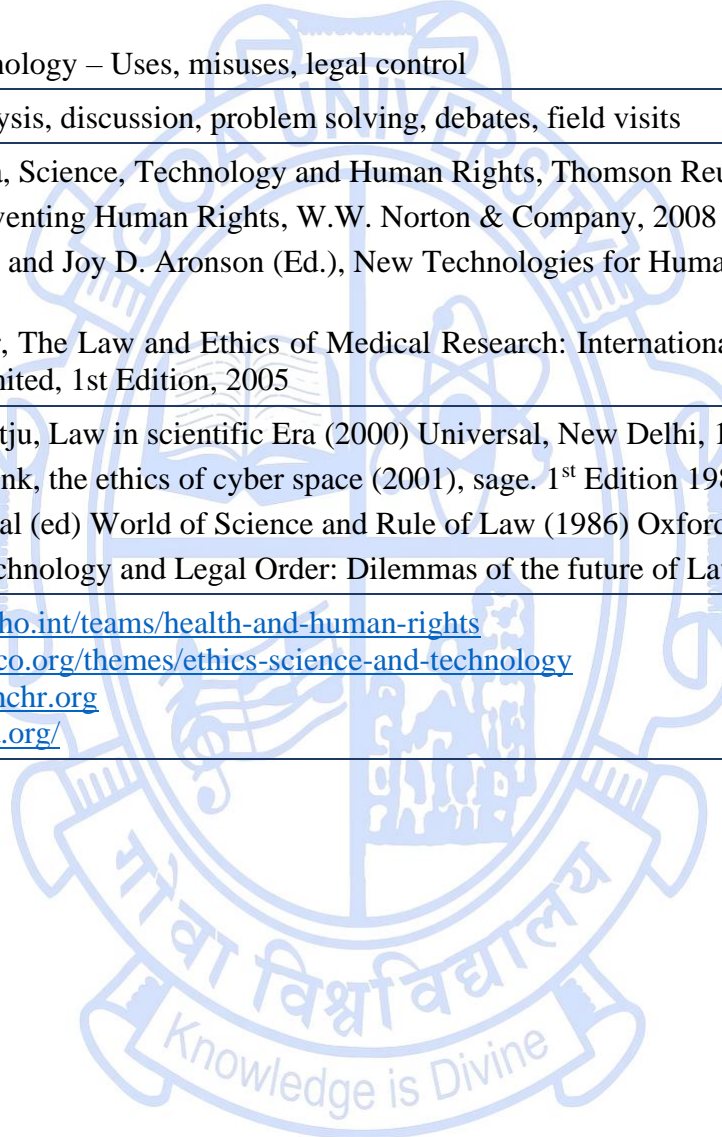 nology – Uses, misuses, legal control
ysis, discussion, problem solving, debates, field visits
a, Science, Technology and Human Rights, Thomson Reu
venting Human Rights, W.W. Norton & Company, 2008
and Joy D. Aronson (Ed.), New Technologies for Huma
r, The Law and Ethics of Medical Research: Internationa
nited, 1st Edition, 2005
tju, Law in scientific Era (2000) Universal, New Delhi, 1
nk, the ethics of cyber space (2001), sage. 1st Edition 198
al (ed) World of Science and Rule of Law (1986) Oxford
chnology and Legal Order: Dilemmas of the future of La
ho.int/teams/health-and-human-rights
co.org/themes/ethics-science-and-technology
nchr.org
.org/
GOA UNIVERSITY
गोंवा विश्वविद्यालय
Knowledge is Divine